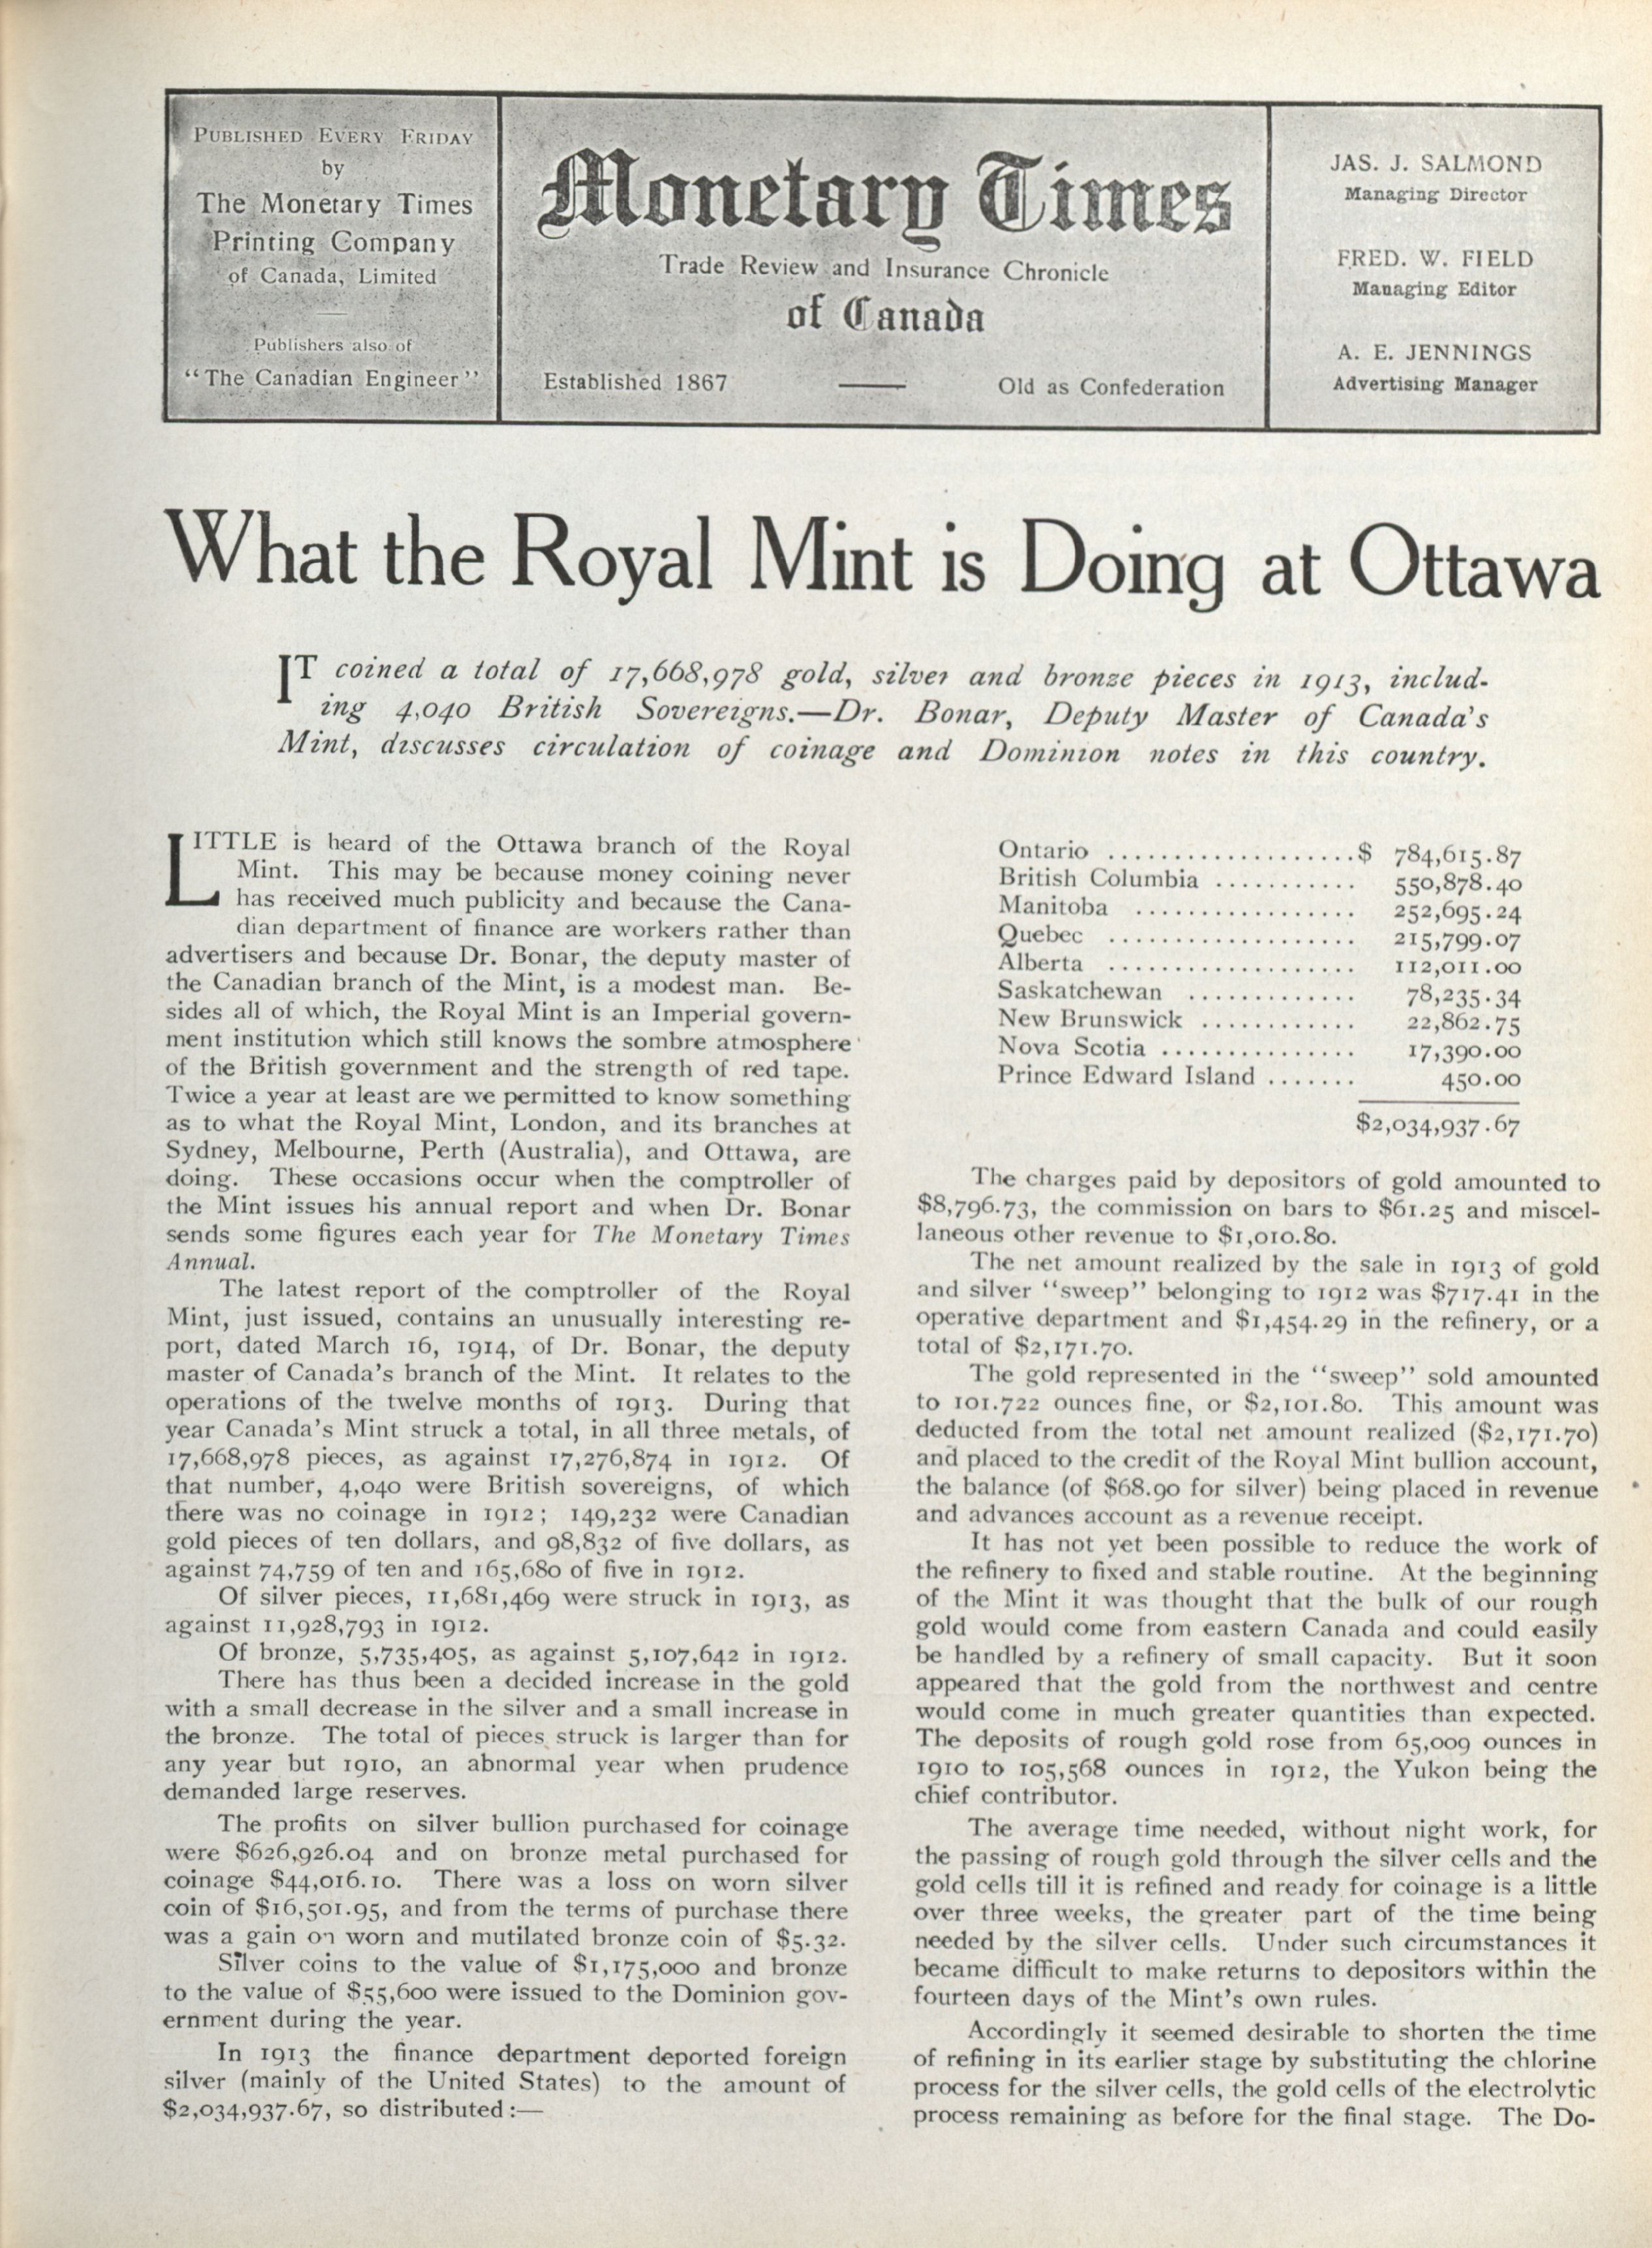 PUBLISHED EVERY FRIDAY
by
The Monetary Times
Printing Company
of Canada, Limited
Publishers also of
"The Canadian Engineer"
Monetary Times
Trade Review and Insurance Chronicle
of Canada
Established 1867
Old as Confederation
JAS. J. SALMOND
Managing Director
FRED. W. FIELD
Managing Editor
A. E. JENNINGS
Advertising Manager
What the Royal Mint is Doing at Ottawa
IT coined a total of 17,668,978 gold, silver and bronze pieces in 1913, includ-
ing 4,040 British Sovereigns.—Dr. Bonar, Deputy Master of Canada's
Mint, discusses circulation of coinage and Dominion notes in this country.
LITTLE is heard of the Ottawa branch of the Royal
Mint. This may be because money coining never
has received much publicity and because the Cana-
dian department of finance are workers rather than
advertisers and because Dr. Bonar, the deputy master of
the Canadian branch of the Mint, is a modest man. Be-
sides all of which, the Royal Mint is an Imperial govern-
ment institution which still knows the sombre atmosphere
of the British government and the strength of red tape.
Twice a year at least are we permitted to know something
as to what the Royal Mint, London, and its branches at
Sydney, Melbourne, Perth (Australia), and Ottawa, are
doing. These occasions occur when the comptroller of
the Mint issues his annual report and when Dr. Bonar
sends some figures each year for The Monetary Times
Annual.
The latest report of the comptroller of the Royal
Mint, just issued, contains an unusually interesting re-
port, dated March 16, 1914, of Dr. Bonar, the deputy
master of Canada's branch of the Mint. It relates to the
operations of the twelve months of 1913. During that
year Canada's Mint struck a total, in all three metals, of
17,668,978 pieces, as against 17,276,874 in 1912. Of
that number, 4,040 were British sovereigns, of which
there was no coinage in 1912; 149,232 were Canadian
gold pieces of ten dollars, and 98,832 of five dollars, as
against 74,759 of ten and 165,680 of five in 1912.
Of silver pieces, 11,681,469 were struck in 1913, as
against 11,928,793 in 1912.
Of bronze, 5,735,405, as against 5,107,642 in 1912.
There has thus been a decided increase in the gold
with a small decrease in the silver and a small increase in
the bronze. The total of pieces struck is larger than for
any year but 1910, an abnormal year when prudence
demanded large reserves.
The profits on silver bullion purchased for coinage
were $626,926.04 and on bronze metal purchased for
coinage $44,016.10. There was a loss on worn silver
coin of $16,501.95, and from the terms of purchase there
was a gain on worn and mutilated bronze coin of $5.32.
Silver coins to the value of $1,175,000 and bronze
to the value of $55,600 were issued to the Dominion gov-
ernment during the year.
In 1913 the finance department deported foreign
silver (mainly of the United States) to the amount of
$2,034,937.67, so distributed:—
Ontario ...................$ 784,615.87
British Columbia ........... 550,878.40
Manitoba ................. 252,695.24
Quebec ................... 215,799.07
Alberta ................... 112,011.00
Saskatchewan ............. 78,235.34
New Brunswick ............ 22,862.75
Nova Scotia ............... 17,390.00
Prince Edward Island ....... 450.00
$2,034,937.67
The charges paid by depositors of gold amounted to
$8,796.73, the commission on bars to $61.25 and miscel-
laneous other revenue to $1,010.80.
The net amount realized by the sale in 1913 of gold
and silver "sweep" belonging to 1912 was $717.41 in the
operative department and $1,454.29 in the refinery, or a
total of $2,171.70.
The gold represented in the "sweep" sold amounted
to 101.722 ounces fine, or $2,101.80. This amount was
deducted from the total net amount realized ($2,171.70)
and placed to the credit of the Royal Mint bullion account,
the balance (of $68.90 for silver) being placed in revenue
and advances account as a revenue receipt.
It has not yet been possible to reduce the work of
the refinery to fixed and stable routine. At the beginning
of the Mint it was thought that the bulk of our rough
gold would come from eastern Canada and could easily
be handled by a refinery of small capacity. But it soon
appeared that the gold from the northwest and centre
would come in much greater quantities than expected.
The deposits of rough gold rose from 65,009 ounces in
1910 to 105,568 ounces in 1912, the Yukon being the
chief contributor.
The average time needed, without night work, for
the passing of rough gold through the silver cells and the
gold cells till it is refined and ready for coinage is a little
over three weeks, the greater part of the time being
needed by the silver cells. Under such circumstances it
became difficult to make returns to depositors within the
fourteen days of the Mint's own rules.
Accordingly it seemed desirable to shorten the time
of refining in its earlier stage by substituting the chlorine
process for the silver cells, the gold cells of the electrolytic
process remaining as before for the final stage. The Do-